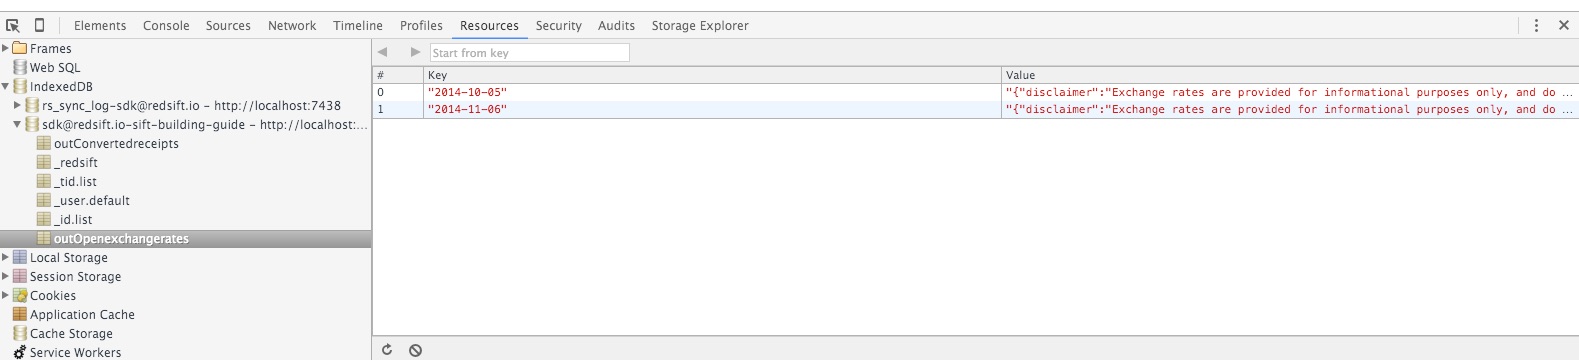 Elements Console Sources Network Timeline Profiles Resources Security Audits Storage Explorer
Frames
Web SQL
IndexedDB
rs_sync_log-sdk@redsift.io – http://localhost:7438
sdk@redsift.io-sift-building-guide – http://localhost:...
outConvertedreceipts
_redsift
_tid.list
_user.default
_id.list
outOpenexchangerates
Local Storage
Session Storage
Cookies
Application Cache
Cache Storage
Service Workers
Start from key
# Key Value
0 "2014-10-05" "{"disclaimer":"Exchange rates are provided for informational purposes only, and do ...
1 "2014-11-06" "{"disclaimer":"Exchange rates are provided for informational purposes only, and do ...